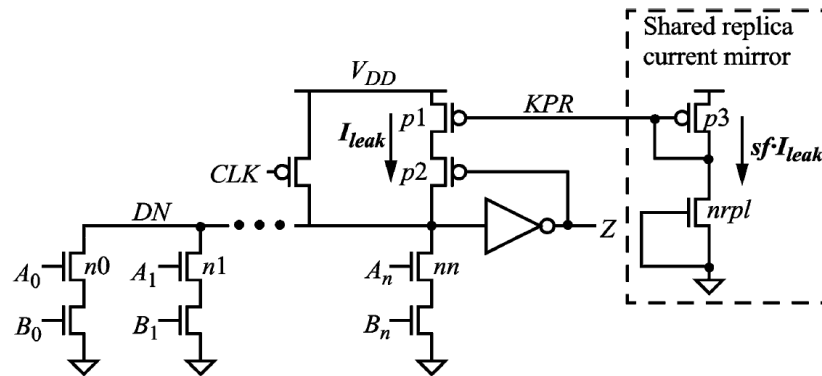 Shared replica
current mirror
V_DD
KPR
p1
p3
I_leak
sf·I_leak
CLK
p2
nrpl
DN
Z
A_0
n0
A_1
n1
A_n
nn
B_0
B_1
B_n